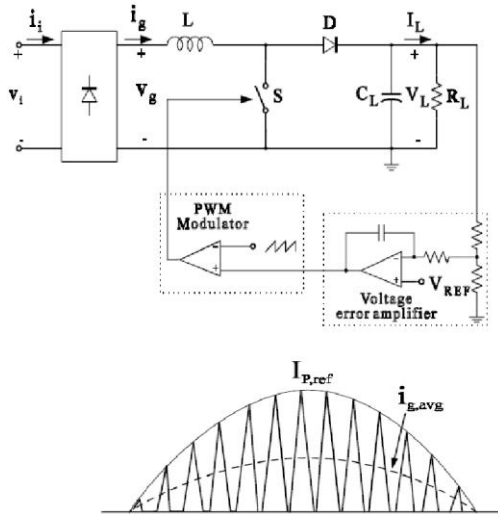 i_i i_g L D I_L
+ + +
v_i v_g S C_L V_L R_L
- - -
PWM
Modulator
-
+
-
+
V_REF
Voltage
error amplifier
I_P,ref
i_g,avg